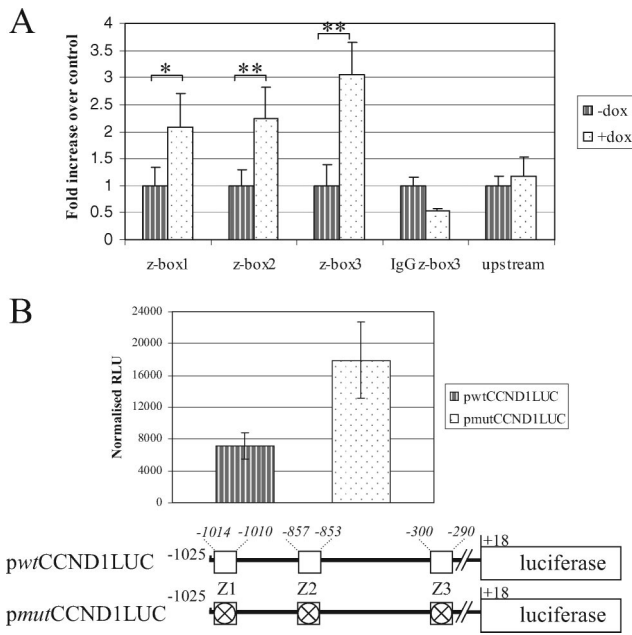 A
Fold increase over control
4
3.5
3
2.5
2
1.5
1
0.5
0
*
**
**
z-box1 z-box2 z-box3 IgG z-box3 upstream
-dox
+dox
B
Normalised RLU
24000
20000
16000
12000
8000
4000
0
pwtCCND1LUC
pmutCCND1LUC
-1014 -1010 -857 -853 -300 -290
pwtCCND1LUC -1025 // +18 luciferase
Z1 Z2 Z3
pmutCCND1LUC -1025 // +18 luciferase